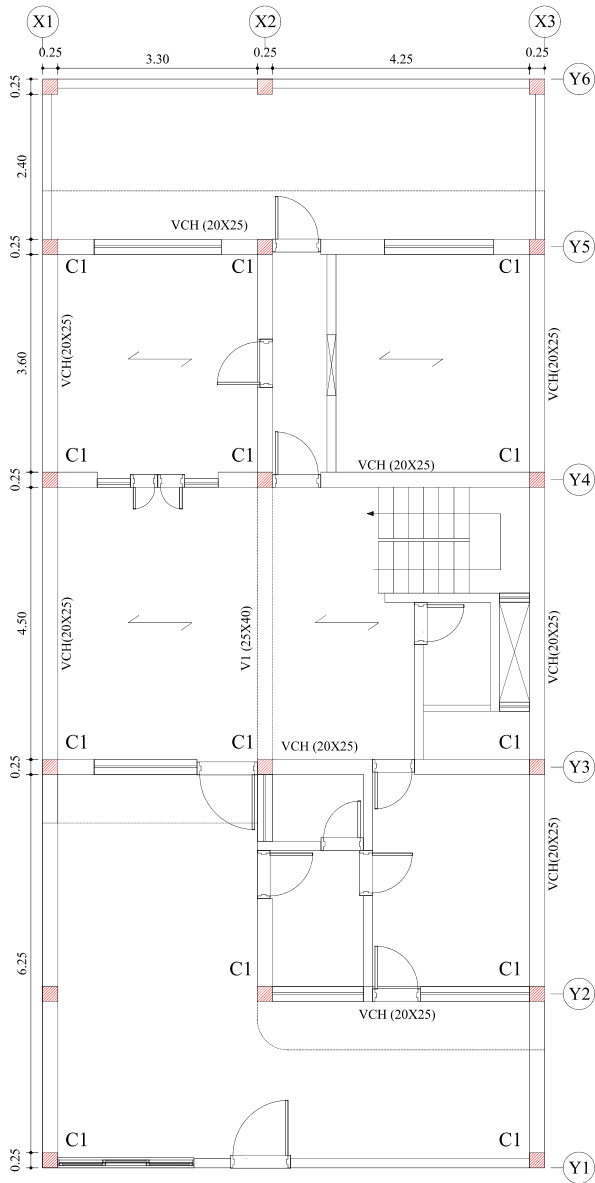 X1 X2 X3
0.25 3.30 0.25 4.25 0.25
0.25 Y6
2.40
VCH (20X25)
0.25 Y5
C1 C1 C1
VCH(20X25) 3.60 VCH(20X25)
C1 C1 VCH (20X25) C1
0.25 Y4
VCH(20X25) 4.50 V1 (25X40) VCH(20X25)
C1 C1 VCH (20X25) C1
0.25 Y3
VCH(20X25)
6.25 C1 C1
Y2
VCH (20X25)
C1 C1
0.25 Y1